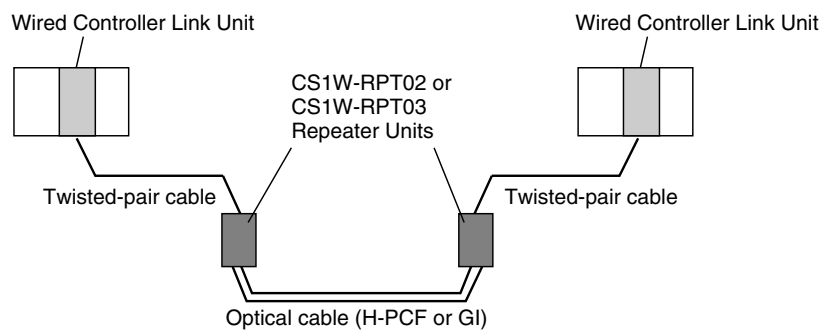 Wired Controller Link Unit
Wired Controller Link Unit
CS1W-RPT02 or
CS1W-RPT03
Repeater Units
Twisted-pair cable
Twisted-pair cable
Optical cable (H-PCF or GI)